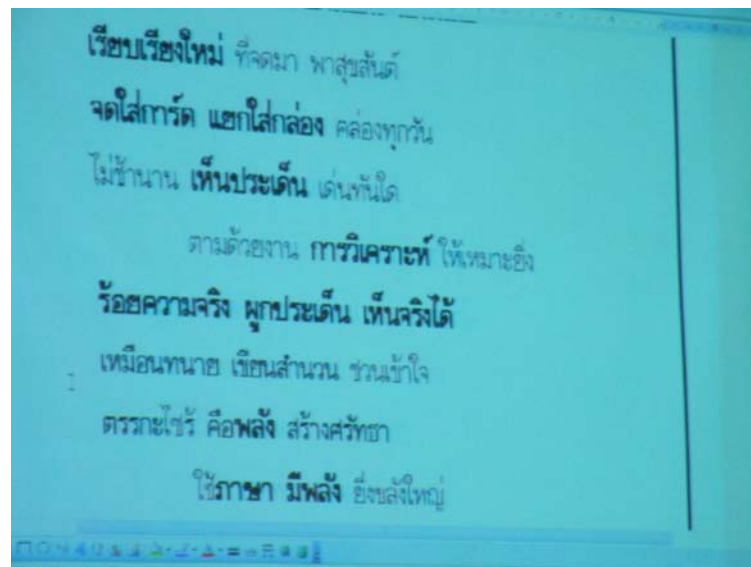 เรียบเรียงใหม่ ที่จดมา พาสุขสันต์
จดใส่การ์ด แยกใส่กล่อง คล่องทุกวัน
ไม่ช้านาน เห็นประเด็น เด่นทันใด
ตามด้วยงาน การวิเคราะห์ ให้เหมาะยิ่ง
ร้อยความจริง ผูกประเด็น เห็นจริงได้
เหมือนทนาย เขียนสำนวน ชวนเข้าใจ
ตรรกะไซร้ คือพลัง สร้างศรัทธา
ใช้ภาษา มีพลัง ยิ่งขลังใหญ่